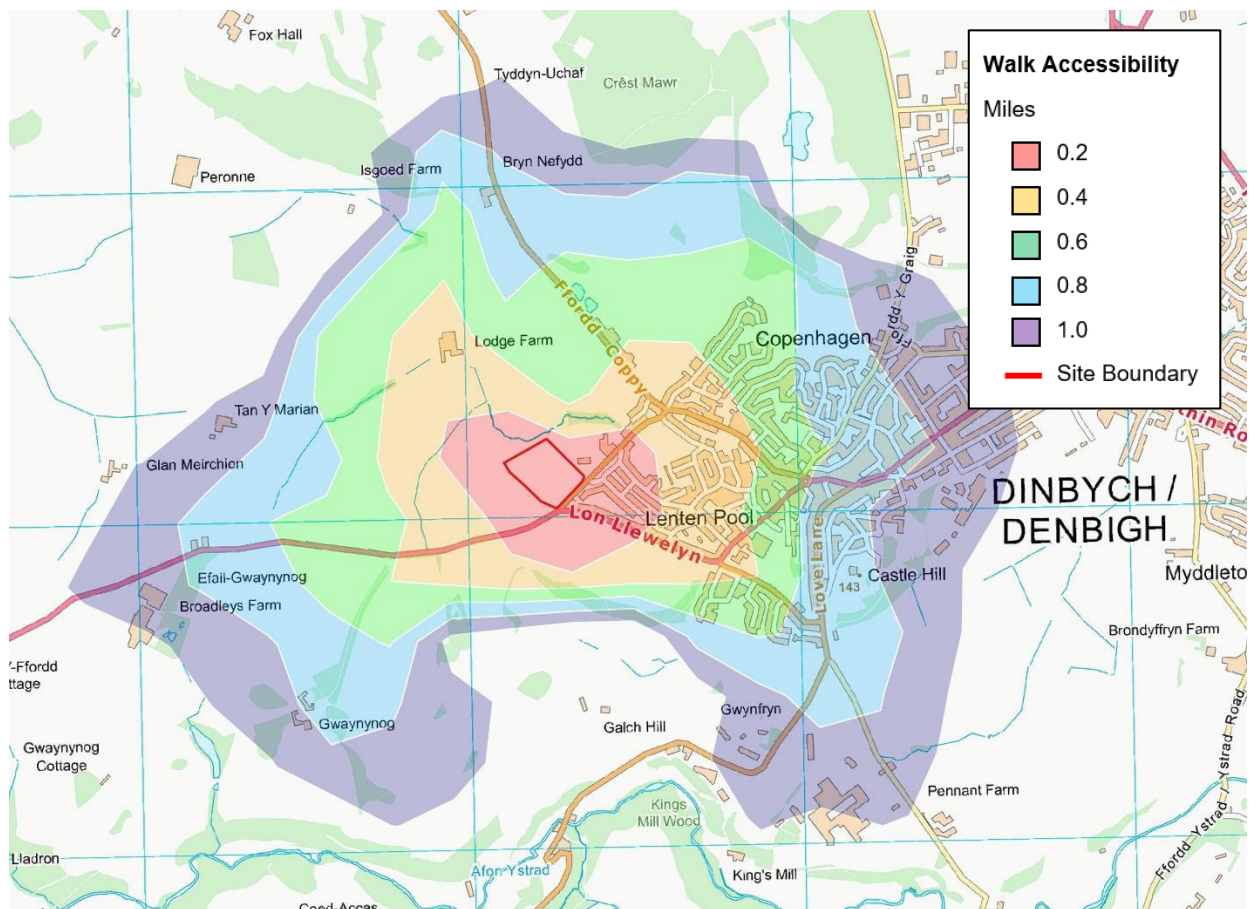 Fox Hall
Tyddyn-Uchaf
Crêst Mawr
Walk Accessibility
Miles
0.2
0.4
0.6
0.8
1.0
Site Boundary
Peronne
Isgoed Farm
Bryn Nefydd
Ffordd Y Graig
Ffordd Coppy
Lodge Farm
Copenhagen
Tan Y Marian
Glan Meirchion
Lenten Pool
Lon Llewelyn
DINBYCH /
DENBIGH
Love Lane
Castle Hill
143
Myddleto
Efail-Gwaynynog
Broadleys Farm
Brondyffryn Farm
Y-Ffordd
ttage
Gwaynynog
Gwynfryn
Galch Hill
Gwaynynog
Cottage
Pennant Farm
Kings
Mill Wood
Ffordd Ystrad / Ystrad Road
Lladron
Afon Ystrad
King's Mill